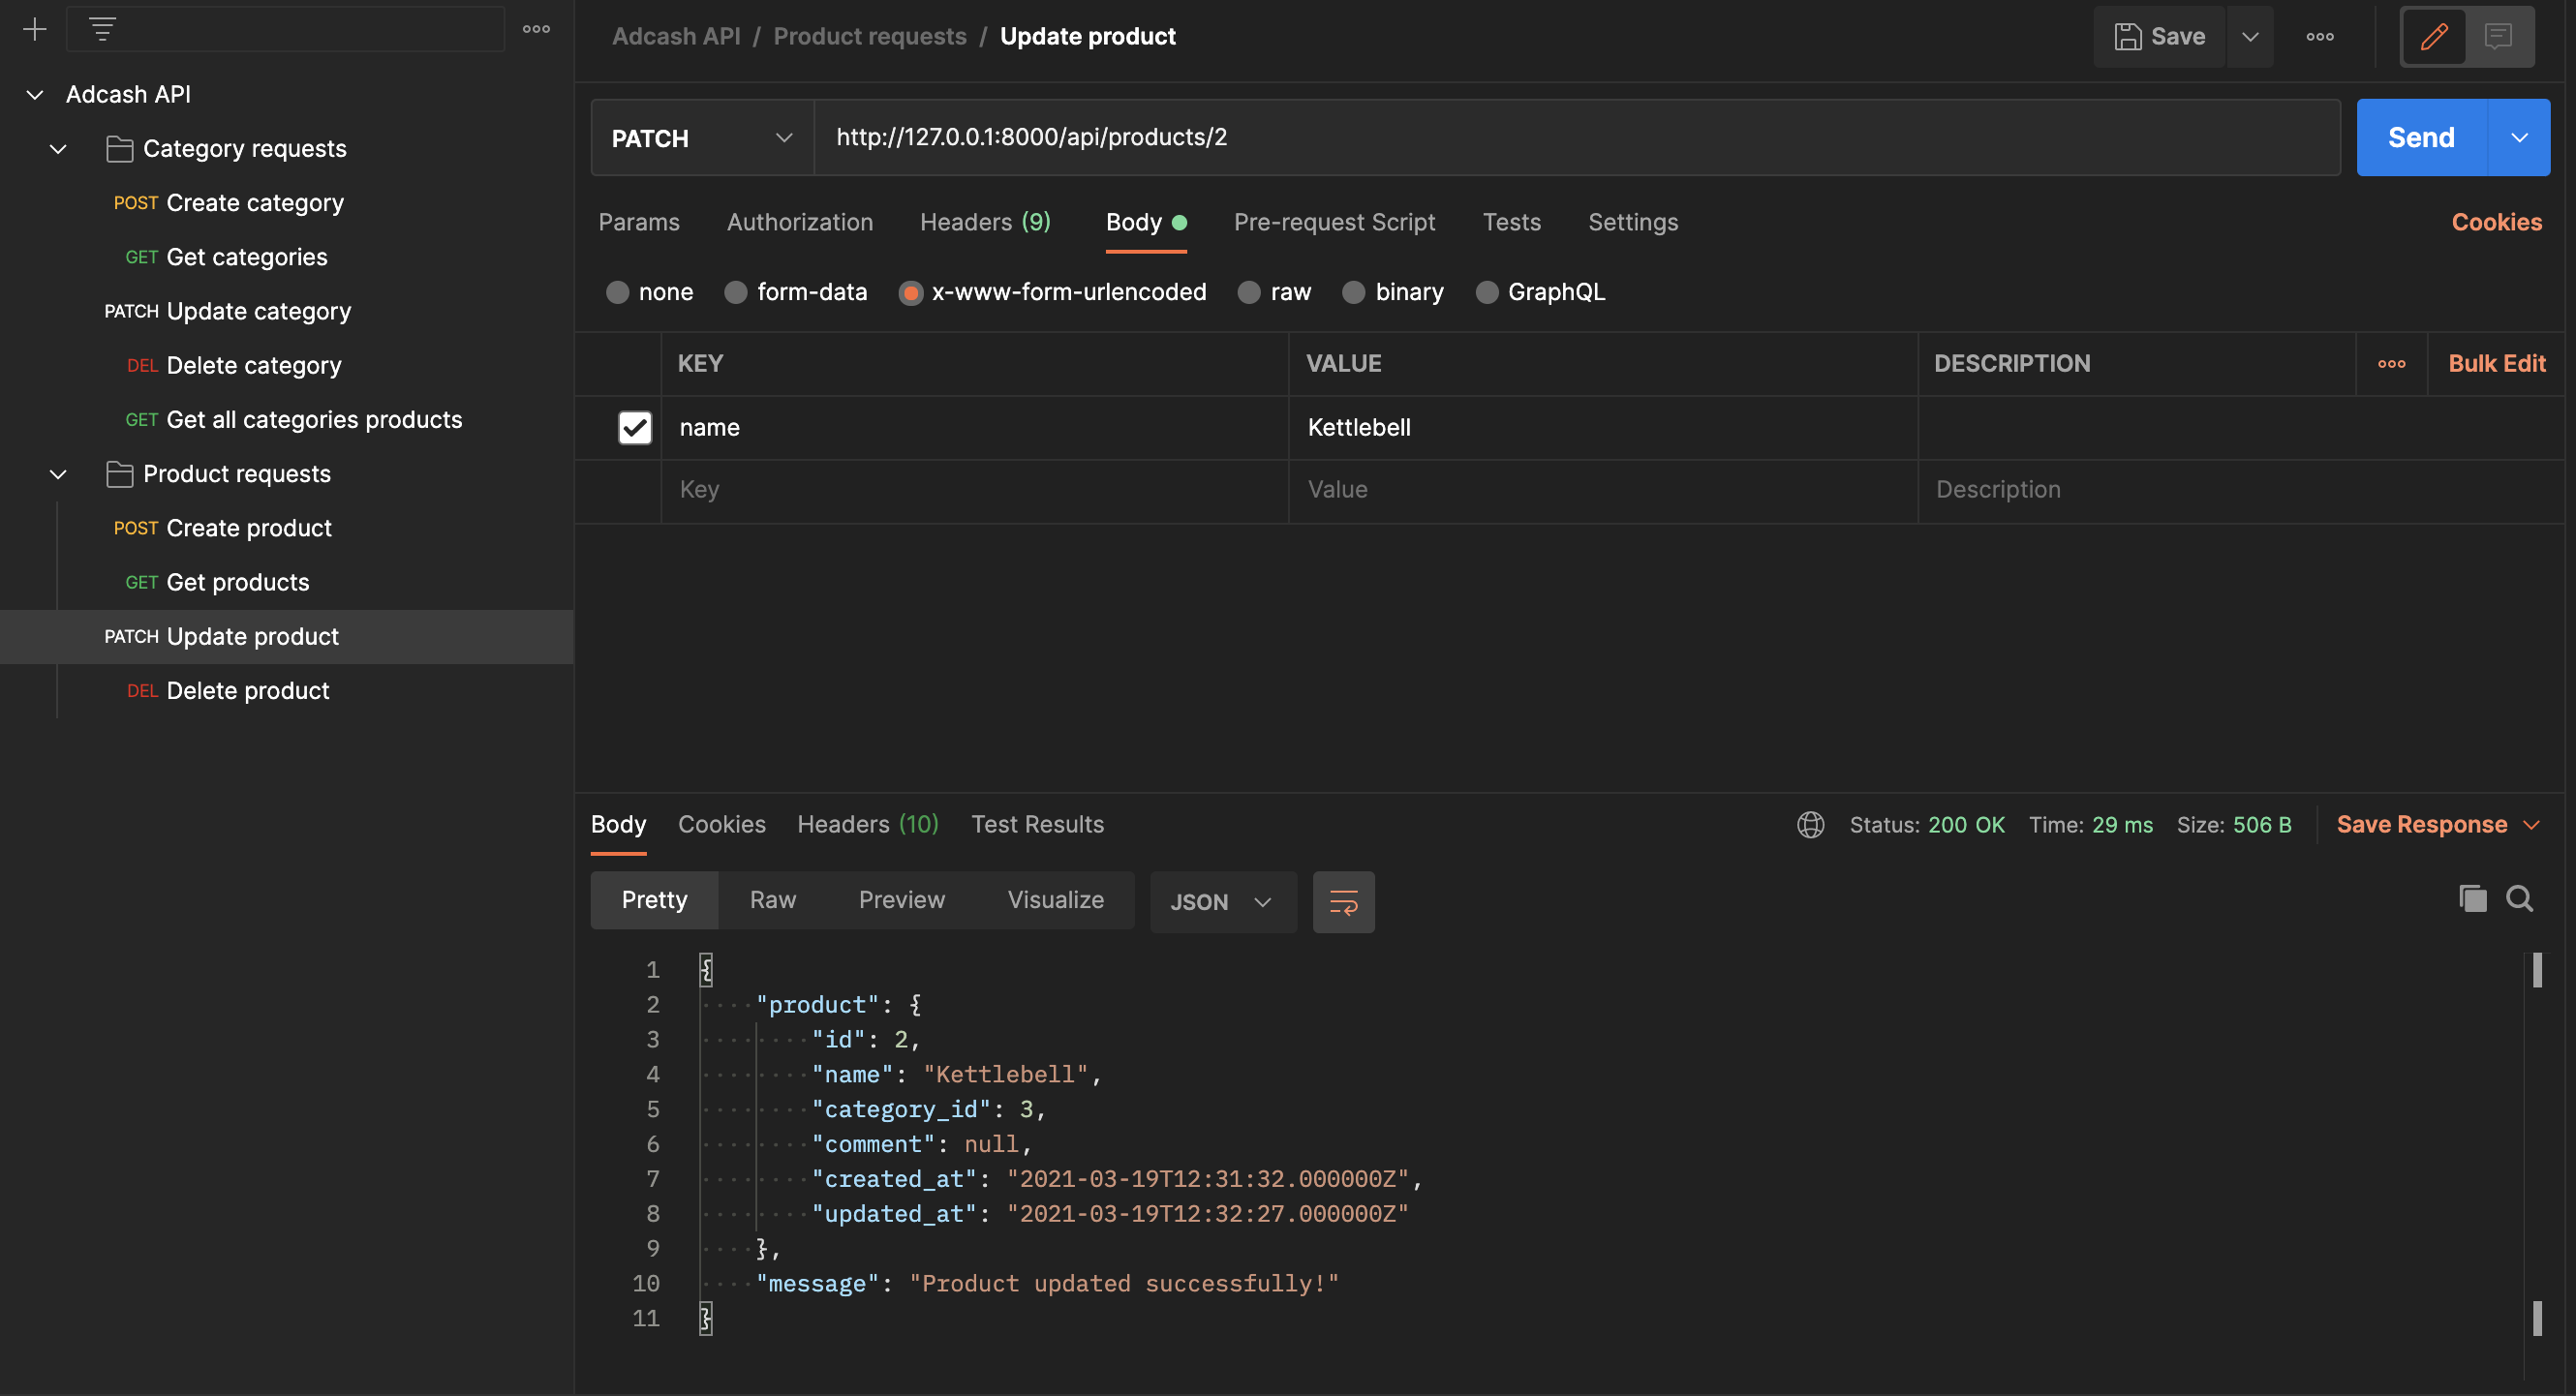 Adcash API
Category requests
POST Create category
GET Get categories
PATCH Update category
DEL Delete category
GET Get all categories products
Product requests
POST Create product
GET Get products
PATCH Update product
DEL Delete product
Adcash API / Product requests / Update product
Save
PATCH http://127.0.0.1:8000/api/products/2 Send
Params Authorization Headers (9) Body Pre-request Script Tests Settings Cookies
none form-data x-www-form-urlencoded raw binary GraphQL
KEY VALUE DESCRIPTION Bulk Edit
name Kettlebell
Key Value Description
Body Cookies Headers (10) Test Results Status: 200 OK Time: 29 ms Size: 506 B Save Response
Pretty Raw Preview Visualize JSON
1 {
2 "product": {
3 "id": 2,
4 "name": "Kettlebell",
5 "category_id": 3,
6 "comment": null,
7 "created_at": "2021-03-19T12:31:32.000000Z",
8 "updated_at": "2021-03-19T12:32:27.000000Z"
9 },
10 "message": "Product updated successfully!"
11 }